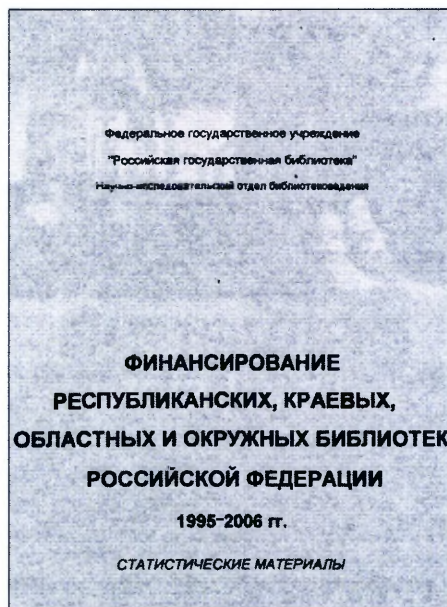 Федеральное государственное учреждение
"Российская государственная библиотека"
Научно-исследовательский отдел библиотековедения
ФИНАНСИРОВАНИЕ
РЕСПУБЛИКАНСКИХ, КРАЕВЫХ,
ОБЛАСТНЫХ И ОКРУЖНЫХ БИБЛИОТЕК
РОССИЙСКОЙ ФЕДЕРАЦИИ
1995-2006 гг.
СТАТИСТИЧЕСКИЕ МАТЕРИАЛЫ